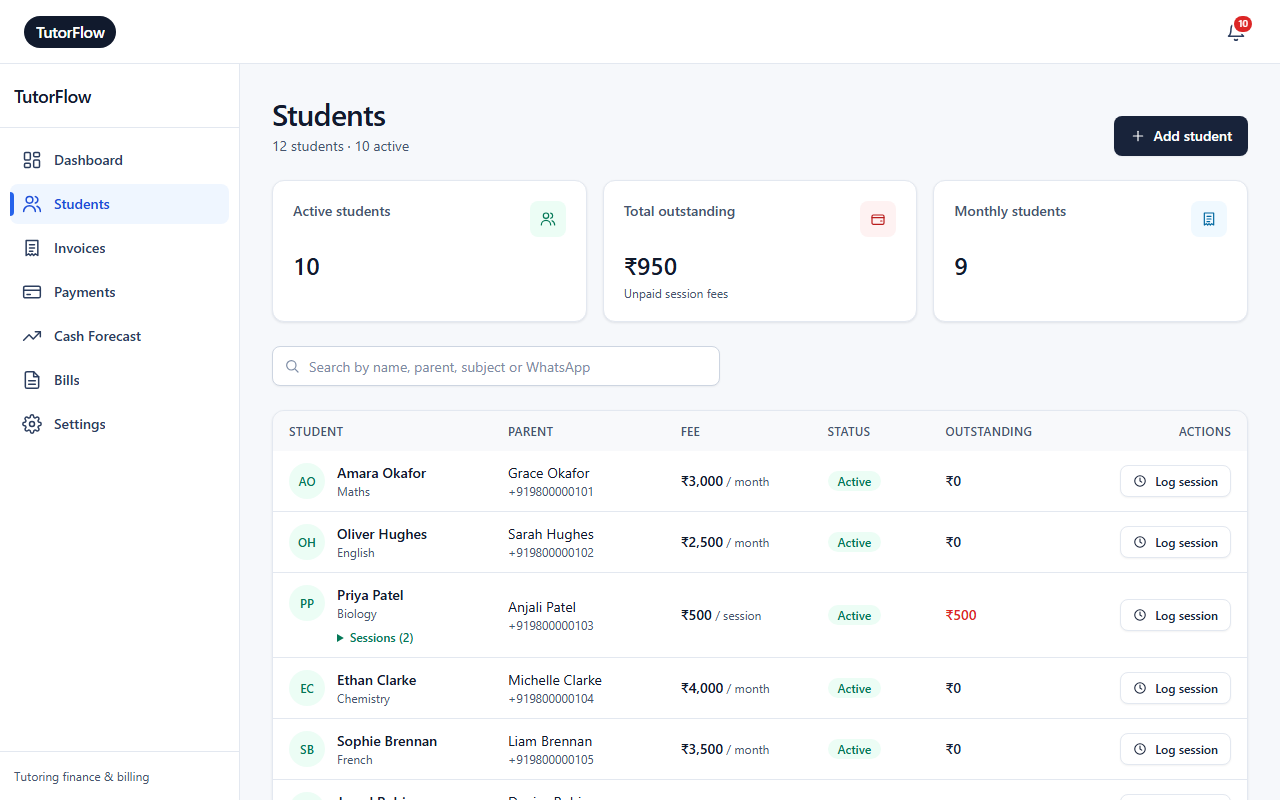 TutorFlow
10
TutorFlow
Dashboard
Students
Invoices
Payments
Cash Forecast
Bills
Settings
Tutoring finance & billing
Students
12 students · 10 active
Add student
Active students
10
Total outstanding
₹950
Unpaid session fees
Monthly students
9
Search by name, parent, subject or WhatsApp
STUDENT PARENT FEE STATUS OUTSTANDING ACTIONS
AO Amara Okafor Grace Okafor ₹3,000 / month Active ₹0 Log session
Maths +919800000101
OH Oliver Hughes Sarah Hughes ₹2,500 / month Active ₹0 Log session
English +919800000102
PP Priya Patel Anjali Patel ₹500 / session Active ₹500 Log session
Biology +919800000103
Sessions (2)
EC Ethan Clarke Michelle Clarke ₹4,000 / month Active ₹0 Log session
Chemistry +919800000104
SB Sophie Brennan Liam Brennan ₹3,500 / month Active ₹0 Log session
French +919800000105